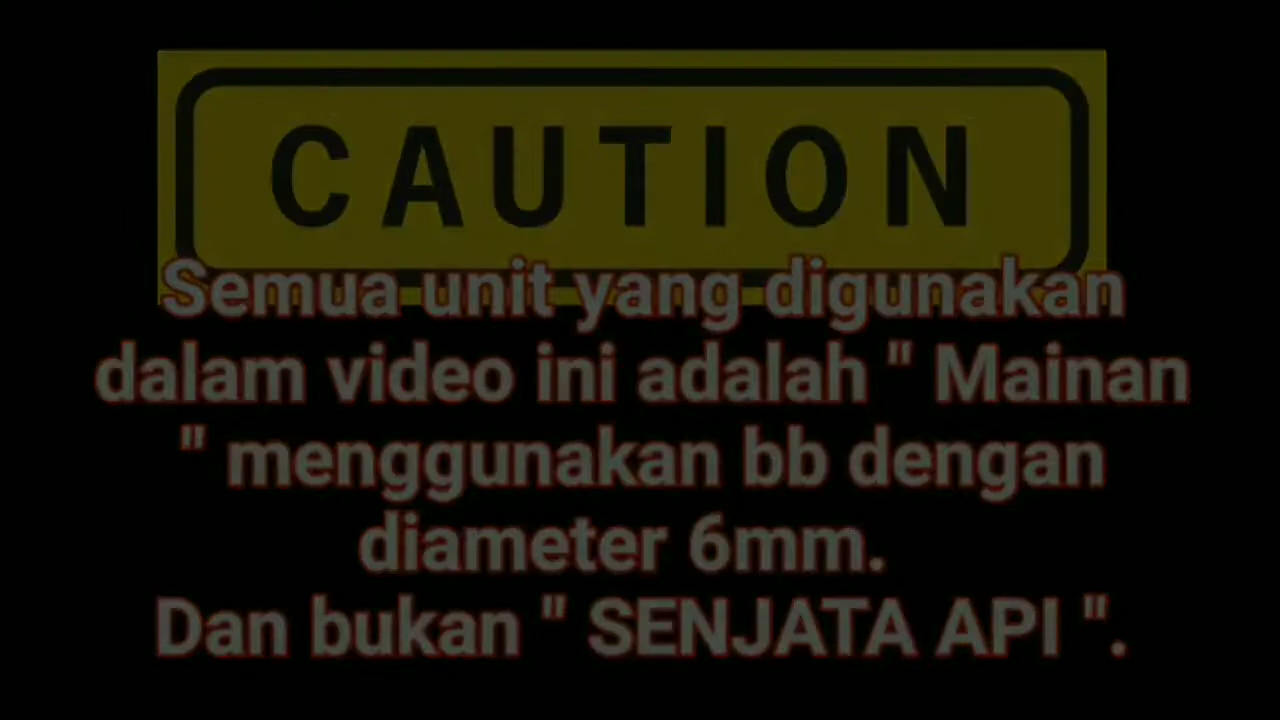 CAUTION
Semua unit yang digunakan
dalam video ini adalah " Mainan
" menggunakan bb dengan
diameter 6mm.
Dan bukan " SENJATA API ".